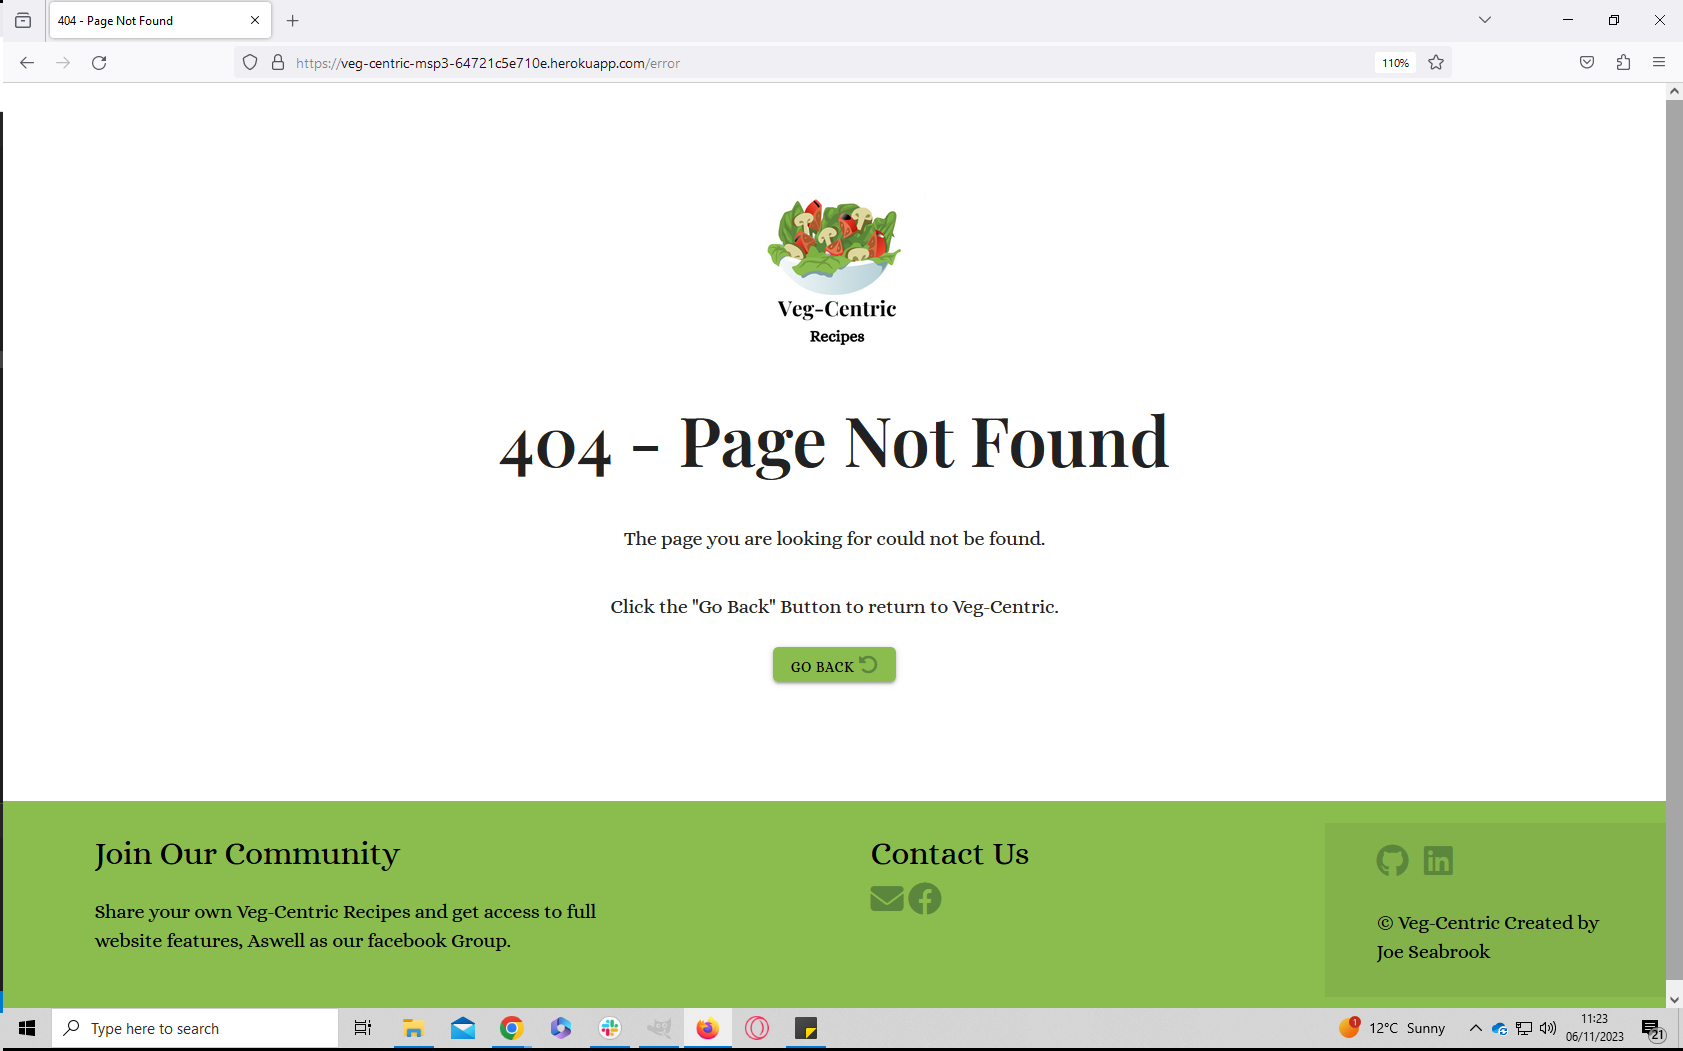 404 - Page Not Found
https://veg-centric-msp3-64721c5e710e.herokuapp.com/error
110%
Veg-Centric
Recipes
404 - Page Not Found
The page you are looking for could not be found.
Click the "Go Back" Button to return to Veg-Centric.
GO BACK
Join Our Community
Share your own Veg-Centric Recipes and get access to full
website features, Aswell as our facebook Group.
Contact Us
© Veg-Centric Created by
Joe Seabrook
Type here to search
1
12°C Sunny
11:23
06/11/2023
21